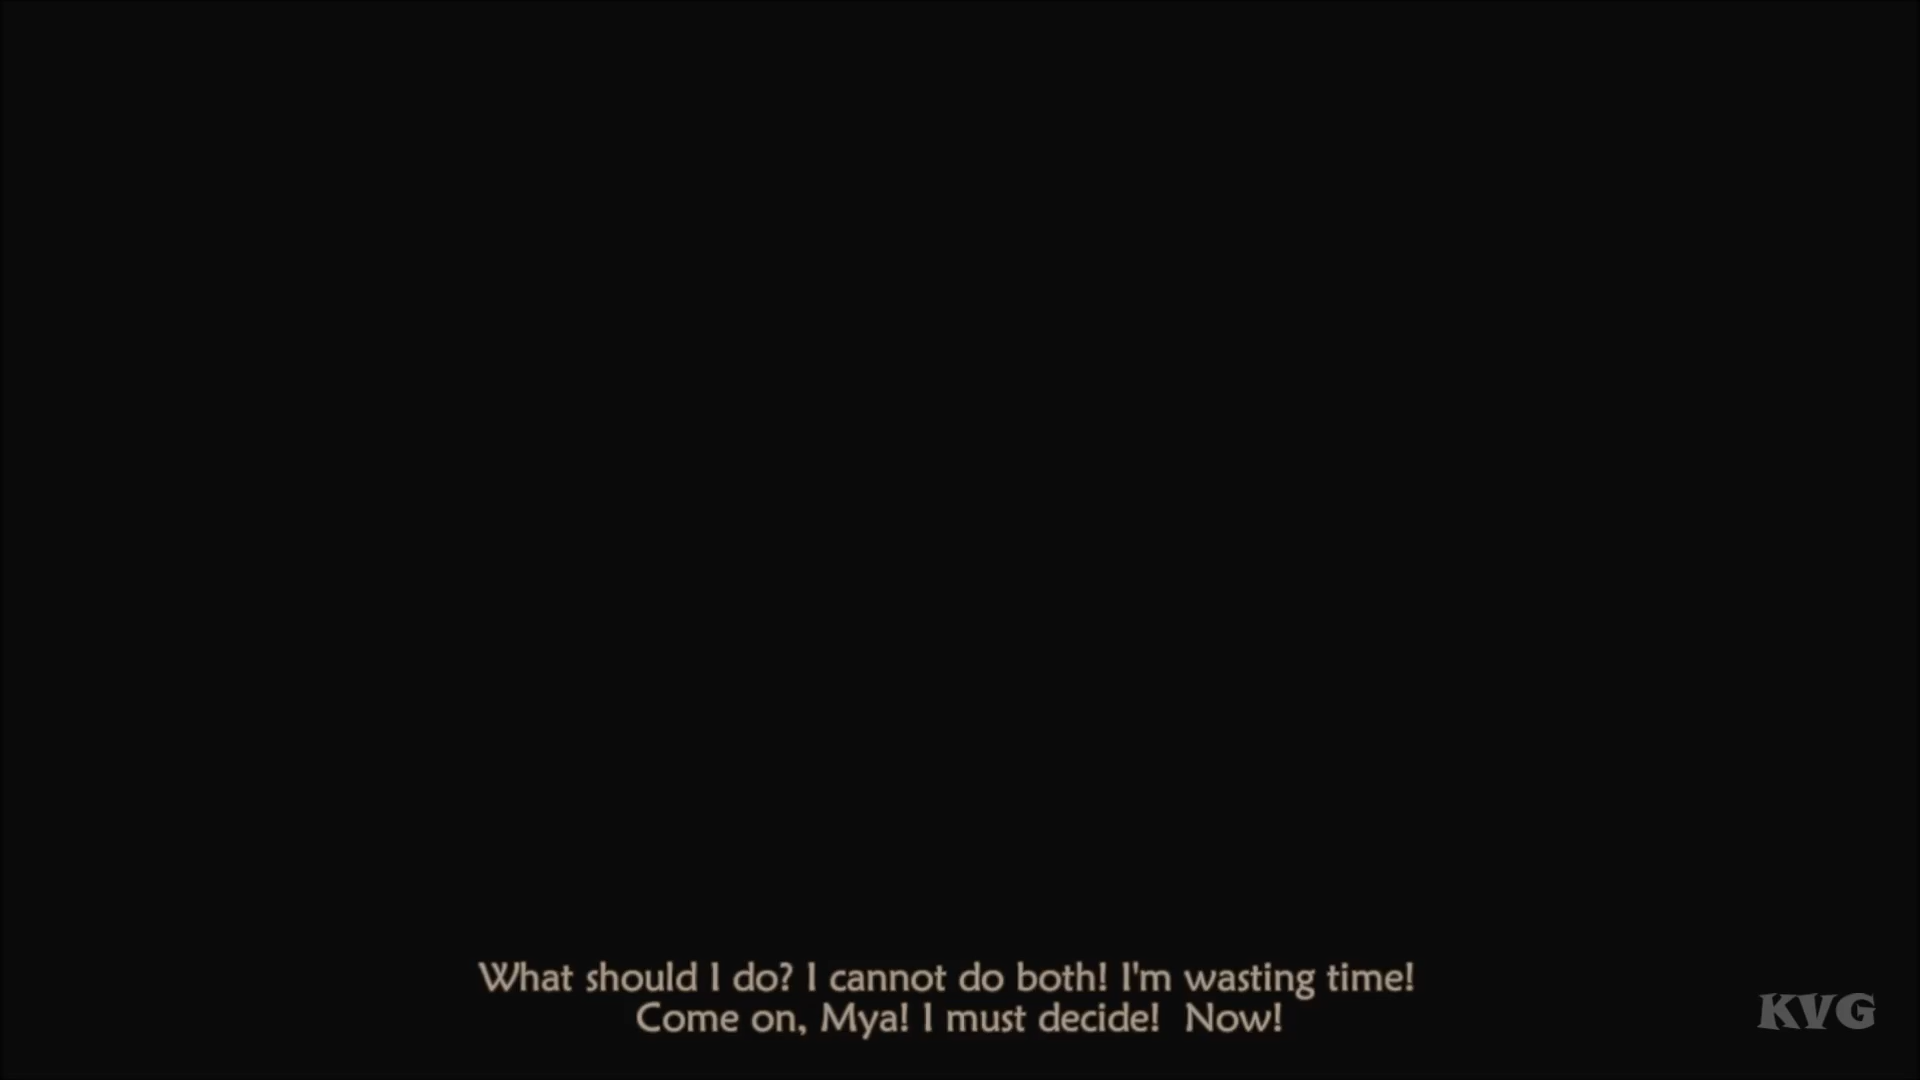 What should I do? I cannot do both! I'm wasting time!
Come on, Mya! I must decide!  Now!
KVG